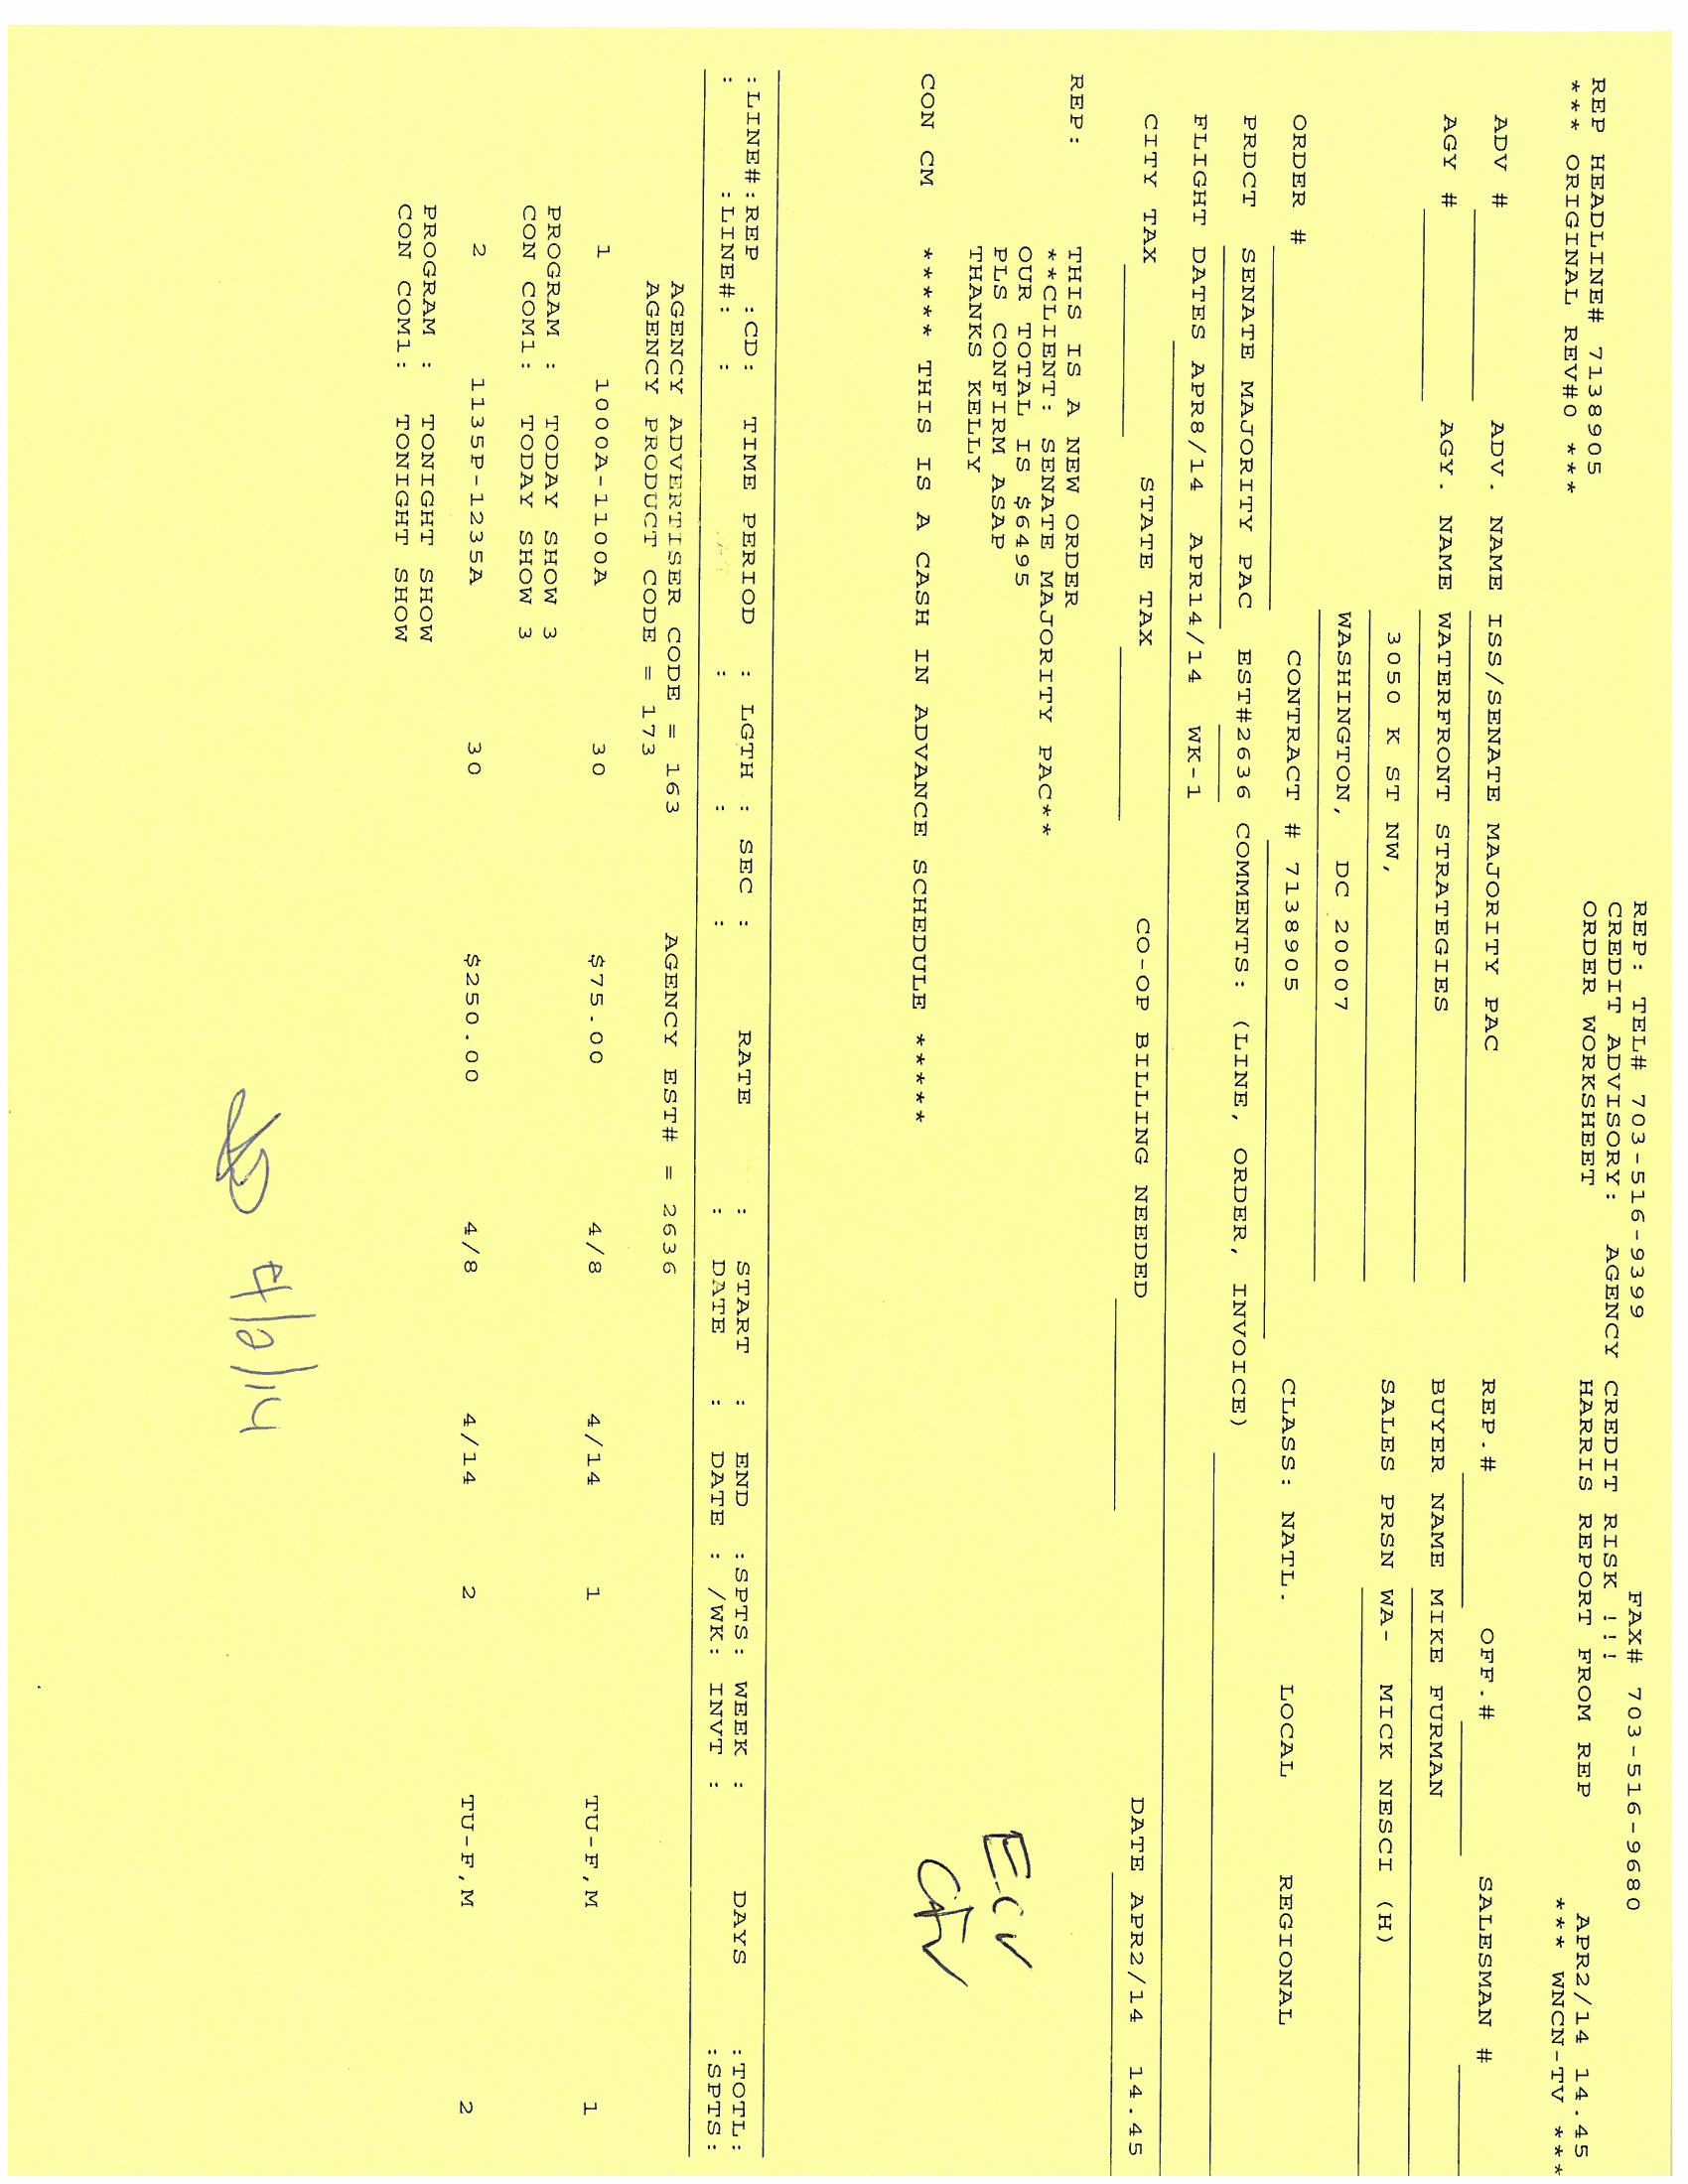 REP: TEL# 703-516-9399 FAX# 703-516-9680
CREDIT ADVISORY: AGENCY CREDIT RISK !!!
REP HEADLINE# 7138905 ORDER WORKSHEET HARRIS REPORT FROM REP APR2/14 14.45
*** ORIGINAL REV#0 *** *** WNCN-TV ***
ADV # ADV. NAME ISS/SENATE MAJORITY PAC REP.# OFF.# SALESMAN #
AGY # AGY. NAME WATERFRONT STRATEGIES BUYER NAME MIKE FURMAN
3050 K ST NW, SALES PRSN WA- MICK NESCI (H)
WASHINGTON, DC 20007
ORDER # CONTRACT # 7138905 CLASS: NATL. LOCAL REGIONAL
PRDCT SENATE MAJORITY PAC EST#2636 COMMENTS: (LINE, ORDER, INVOICE)
FLIGHT DATES APR8/14 APR14/14 WK-1
CITY TAX STATE TAX CO-OP BILLING NEEDED DATE APR2/14 14.45
REP: THIS IS A NEW ORDER
**CLIENT: SENATE MAJORITY PAC**
OUR TOTAL IS $6495
PLS CONFIRM ASAP
THANKS KELLY
CON CM ***** THIS IS A CASH IN ADVANCE SCHEDULE *****
:LINE#:REP :CD: TIME PERIOD : LGTH : SEC : RATE : START : END :SPTS: WEEK : DAYS :TOTL:
: :LINE#: : : : : : DATE : DATE : /WK: INVT : :SPTS:
AGENCY ADVERTISER CODE = 163 AGENCY EST# = 2636
AGENCY PRODUCT CODE = 173
1 1000A-1100A 30 $75.00 4/8 4/14 1 TU-F,M 1
PROGRAM : TODAY SHOW 3
CON COM1: TODAY SHOW 3
2 1135P-1235A 30 $250.00 4/8 4/14 2 TU-F,M 2
PROGRAM : TONIGHT SHOW
CON COM1: TONIGHT SHOW
4/2/14